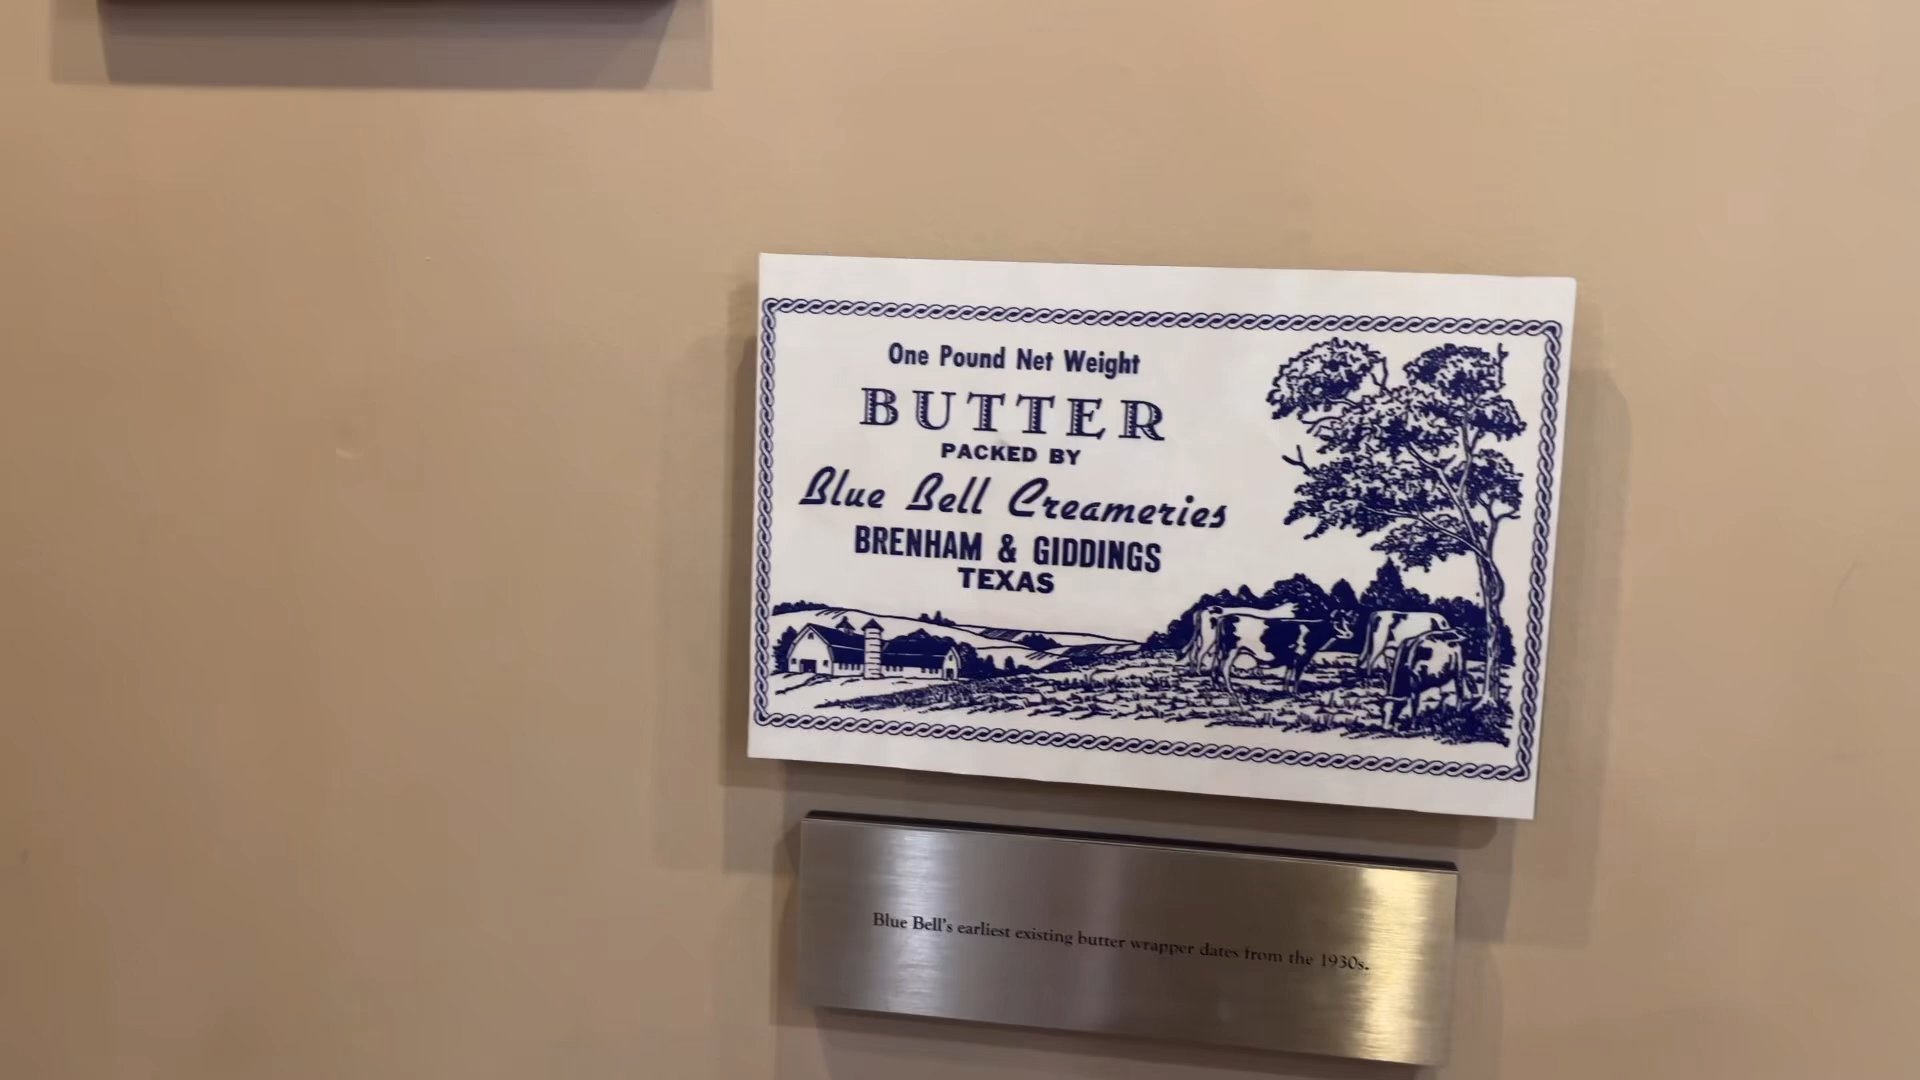 One Pound Net Weight
BUTTER
PACKED BY
Blue Bell Creameries
BRENHAM & GIDDINGS
TEXAS
Blue Bell's earliest existing butter wrapper dates from the 1930s.